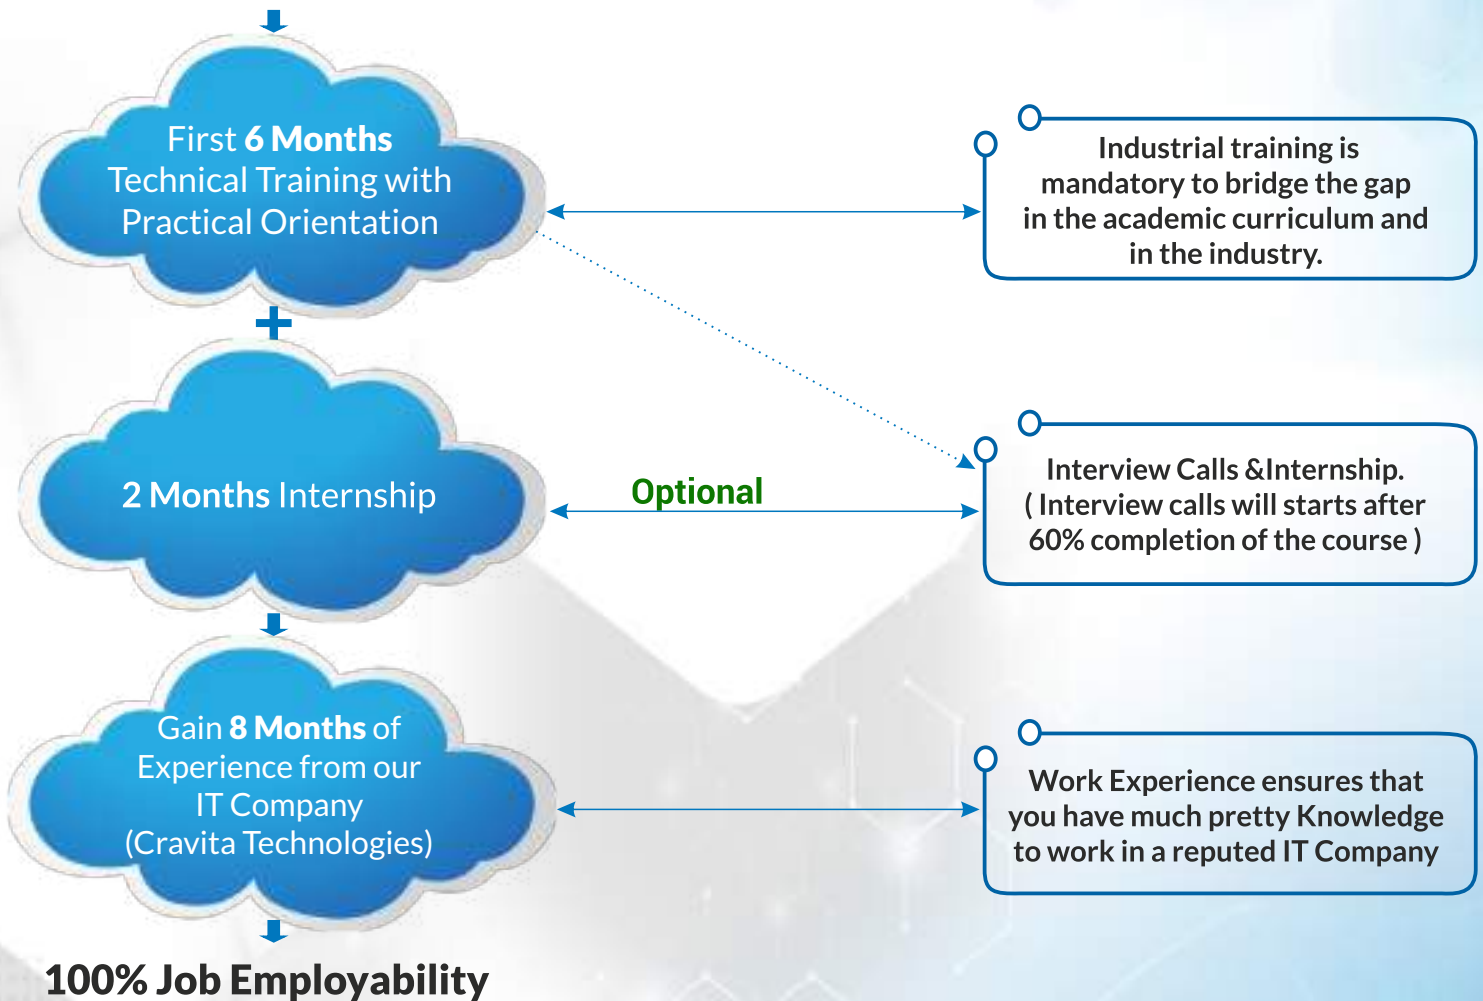 First 6 Months
Technical Training with
Practical Orientation
Industrial training is
mandatory to bridge the gap
in the academic curriculum and
in the industry.
+
2 Months Internship
Optional
Interview Calls &Internship.
( Interview calls will starts after
60% completion of the course )
Gain 8 Months of
Experience from our
IT Company
(Cravita Technologies)
Work Experience ensures that
you have much pretty Knowledge
to work in a reputed IT Company
100% Job Employability